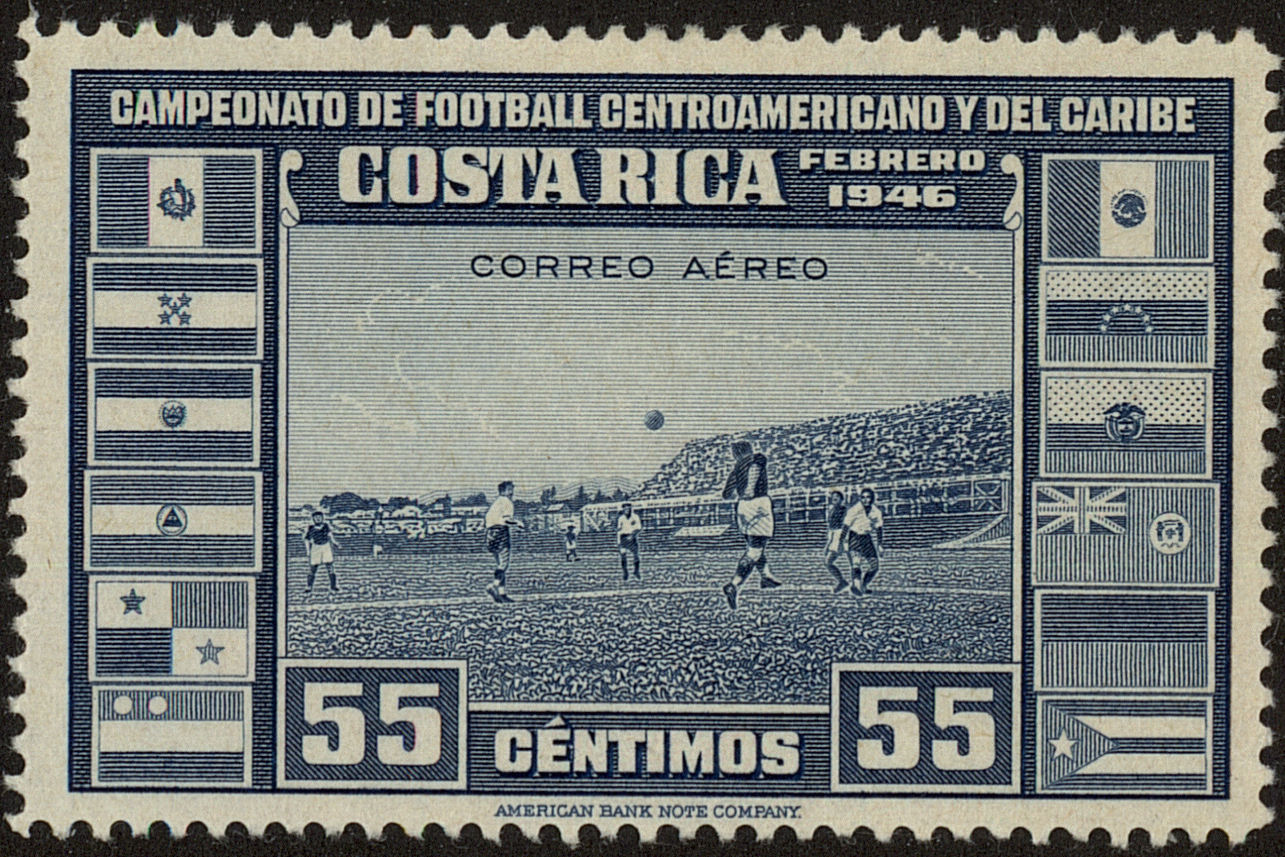 CAMPEONATO DE FOOTBALL CENTROAMERICANO Y DEL CARIBE
COSTA RICA FEBRERO 1946
CORREO AÉREO
55 CÉNTIMOS 55
AMERICAN BANK NOTE COMPANY.